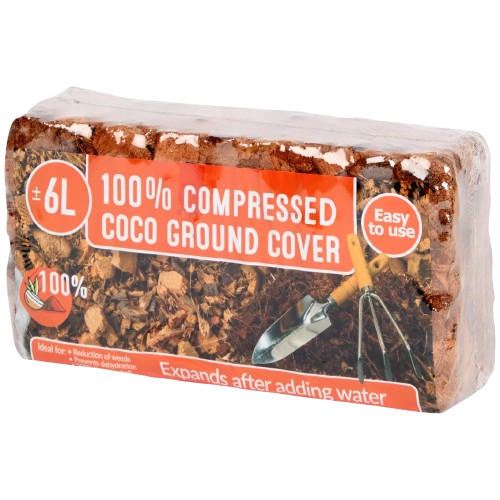 ± 6L
100% COMPRESSED
COCO GROUND COVER
Easy
to use
100%
Ideal for: • Reduction of weeds
• Prevents dehydration
Expands after adding water